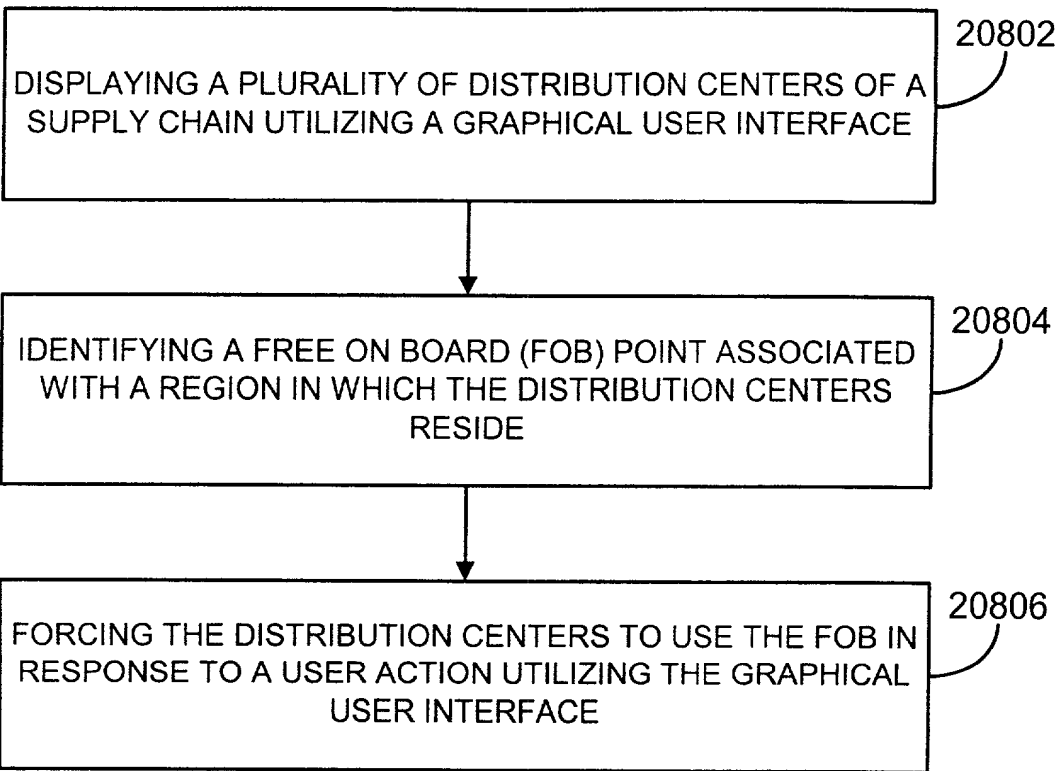 20802
DISPLAYING A PLURALITY OF DISTRIBUTION CENTERS OF A
SUPPLY CHAIN UTILIZING A GRAPHICAL USER INTERFACE
20804
IDENTIFYING A FREE ON BOARD (FOB) POINT ASSOCIATED
WITH A REGION IN WHICH THE DISTRIBUTION CENTERS
RESIDE
20806
FORCING THE DISTRIBUTION CENTERS TO USE THE FOB IN
RESPONSE TO A USER ACTION UTILIZING THE GRAPHICAL
USER INTERFACE